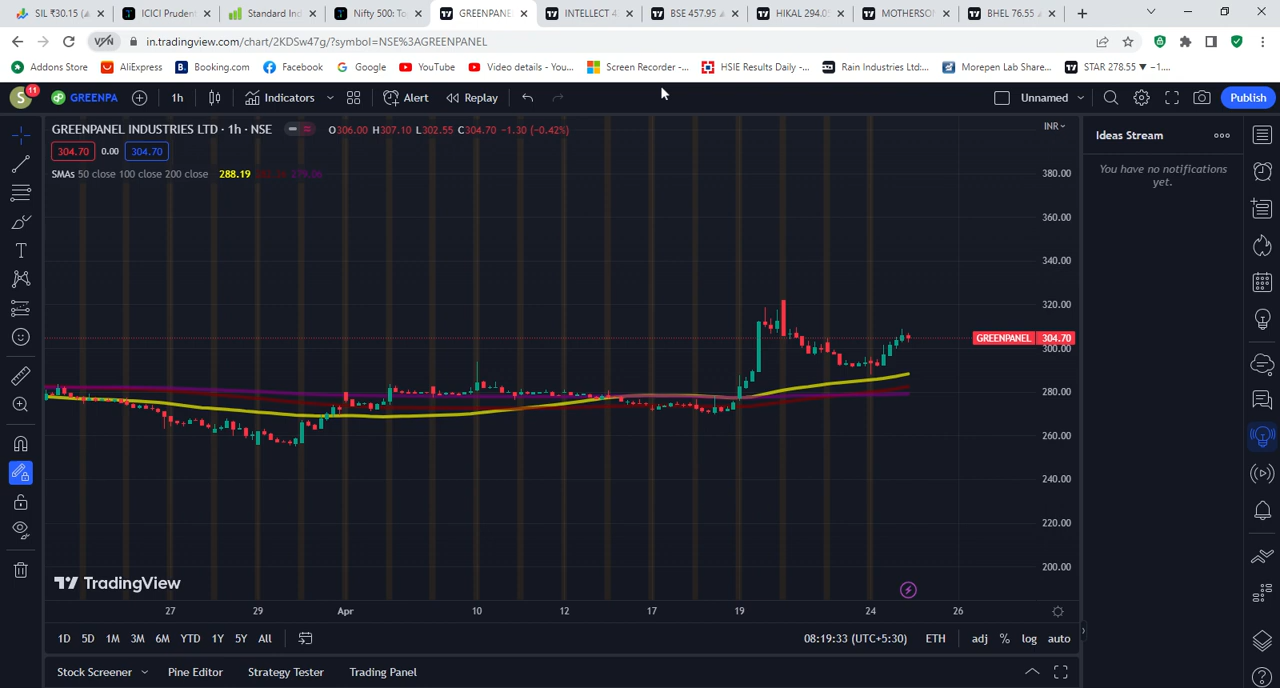 SIL ₹30.15 (▲
ICICI Prudent
Standard Ind
Nifty 500: To
GREENPANE
INTELLECT 4
BSE 457.95 ▲
HIKAL 294.0
MOTHERSON
BHEL 76.55 ▲
VPN
in.tradingview.com/chart/2KDSw47g/?symbol=NSE%3AGREENPANEL
Addons Store
AliExpress
Booking.com
Facebook
Google
YouTube
Video details - You...
Screen Recorder -...
HSIE Results Daily -...
Rain Industries Ltd:...
Morepen Lab Share...
STAR 278.55 ▼ −1....
S 11
GREENPA
1h
Indicators
Alert
Replay
Unnamed
Publish
GREENPANEL INDUSTRIES LTD · 1h · NSE
O306.00 H307.10 L302.55 C304.70 −1.30 (−0.42%)
INR
Ideas Stream
304.70 0.00 304.70
SMAs 50 close 100 close 200 close 288.19
You have no notifications
yet.
380.00
360.00
340.00
320.00
GREENPANEL 304.70
300.00
280.00
260.00
240.00
220.00
200.00
TradingView
27 29 Apr 10 12 17 19 24 26
1D 5D 1M 3M 6M YTD 1Y 5Y All
08:19:33 (UTC+5:30) ETH adj % log auto
Stock Screener Pine Editor Strategy Tester Trading Panel